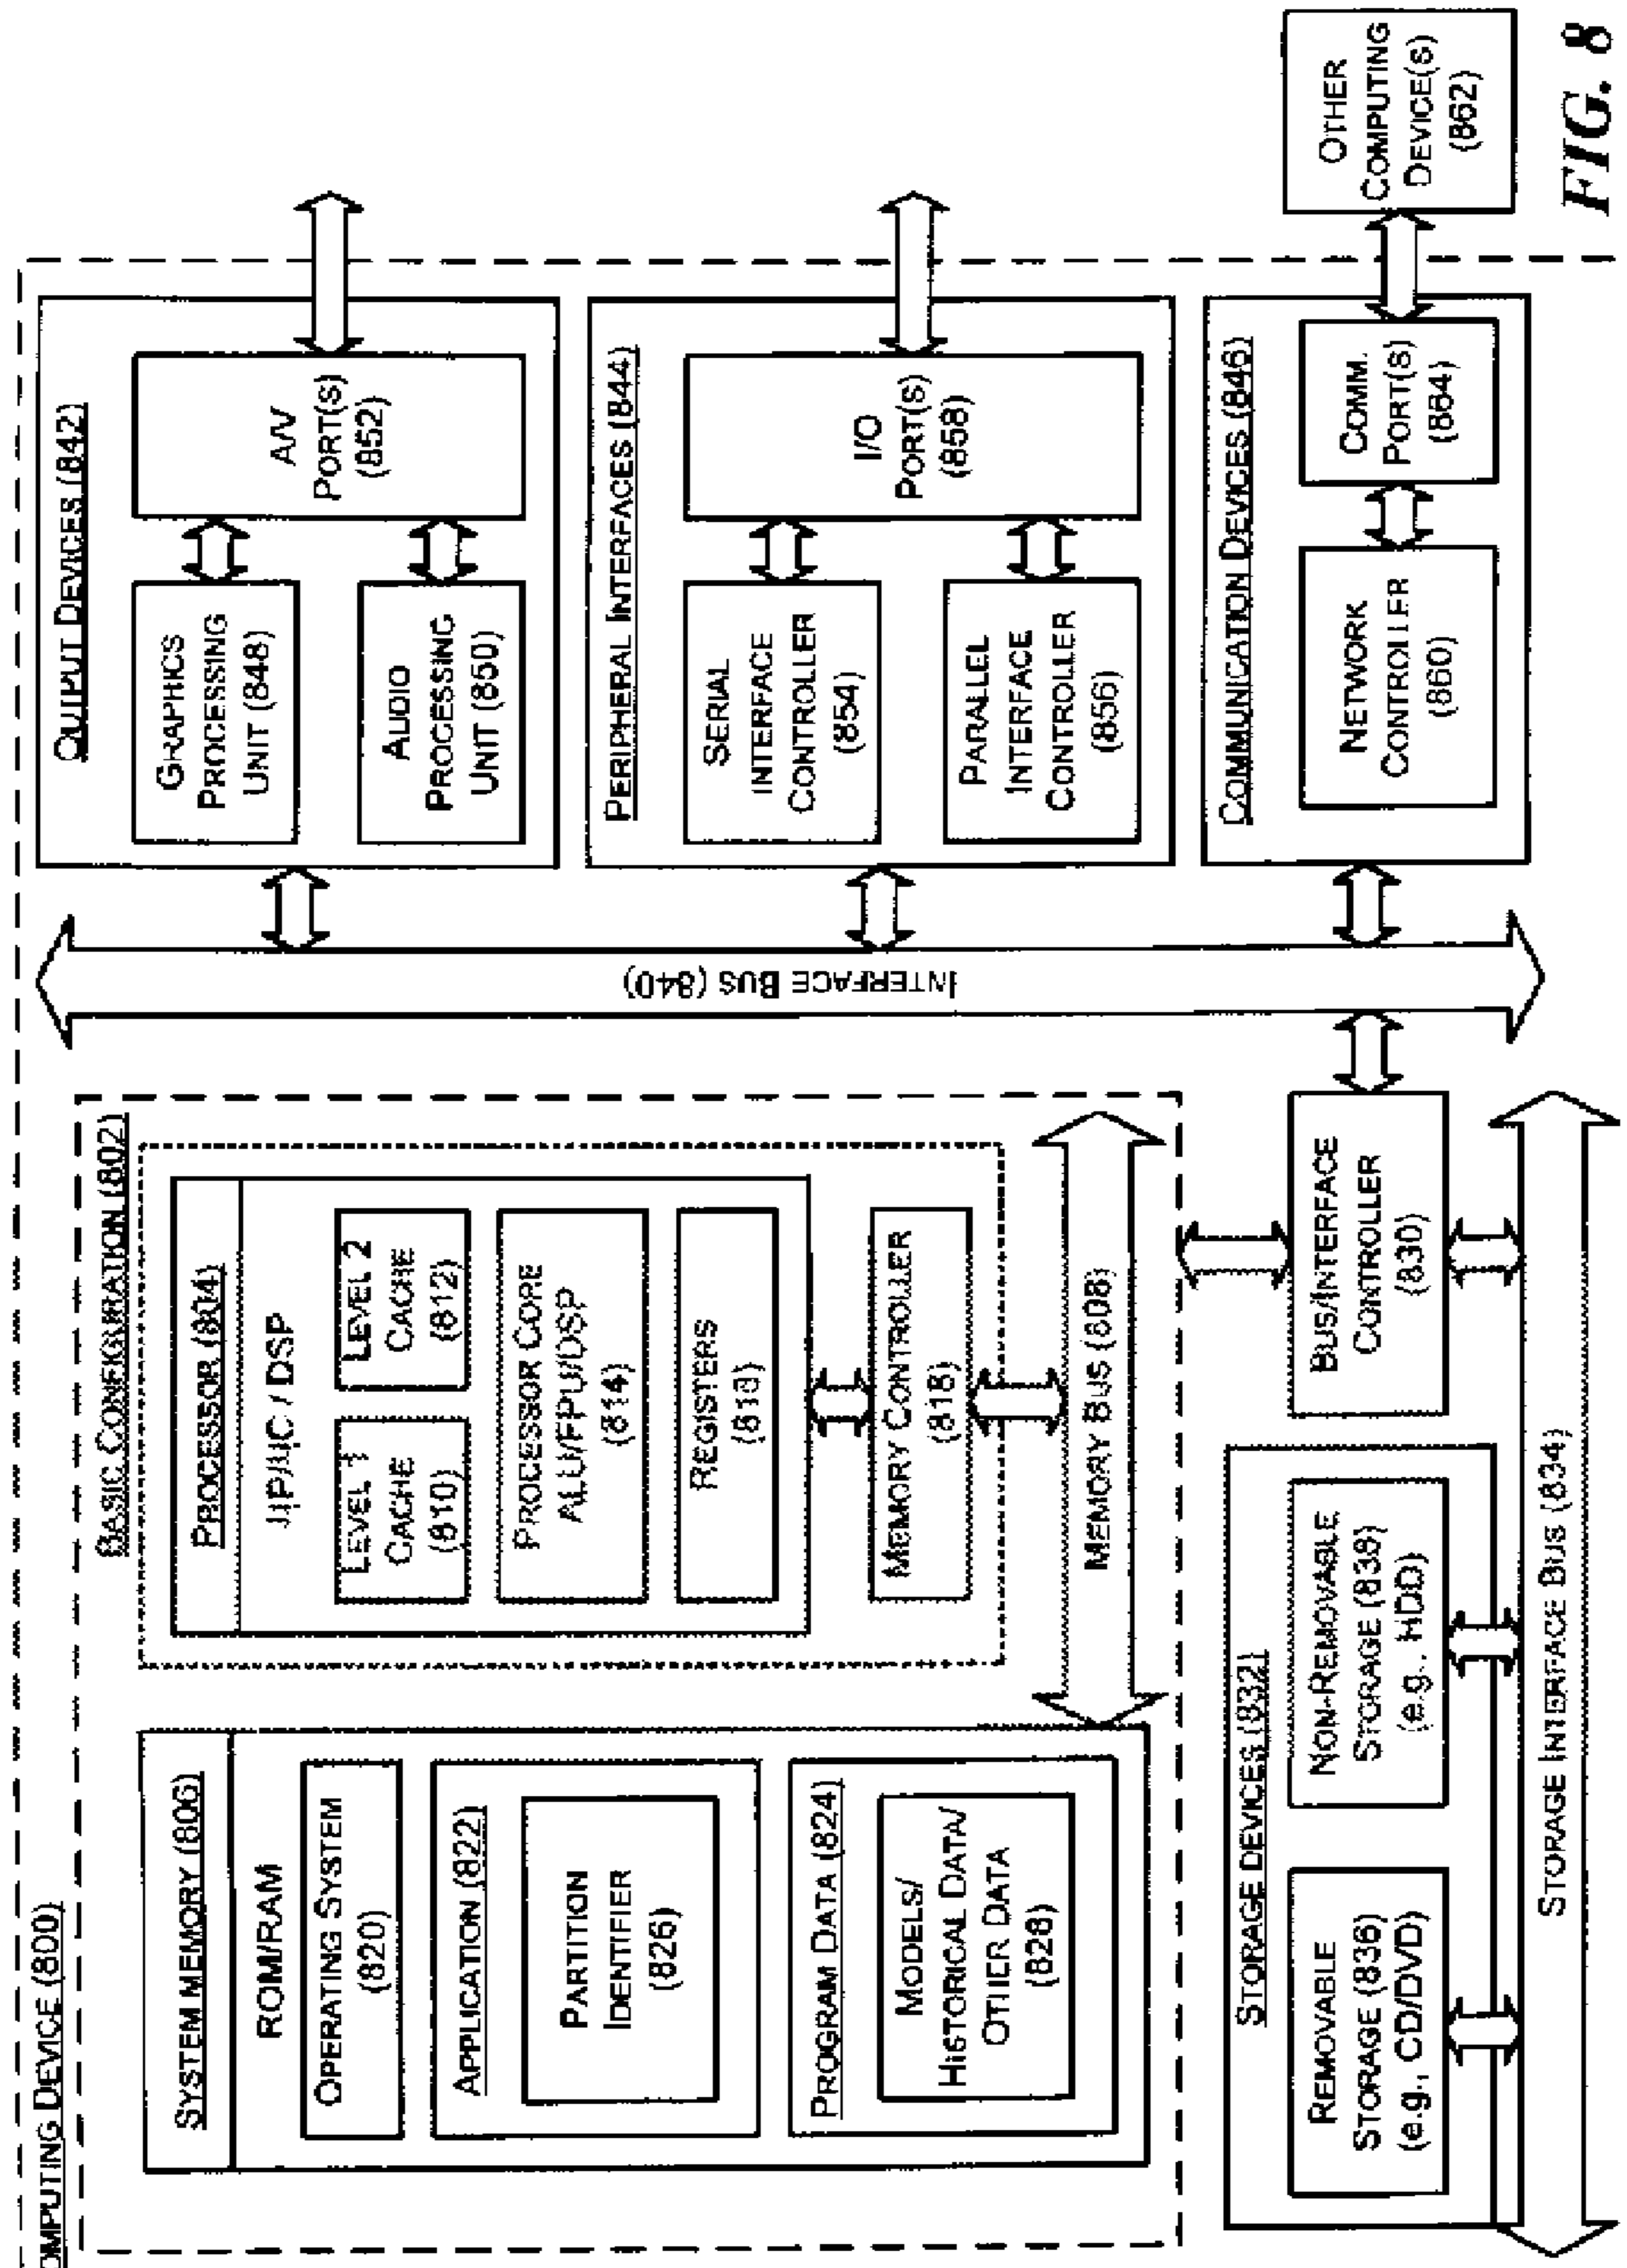 OMPUTING DEVICE (800)
BASIC CONFIGURATION (802)
SYSTEM MEMORY (806)
ROM/RAM
OPERATING SYSTEM
(820)
APPLICATION (822)
PARTITION
IDENTIFIER
(826)
PROGRAM DATA (824)
MODELS/
HISTORICAL DATA/
OTHER DATA
(828)
PROCESSOR (804)
µP/µC / DSP
LEVEL 1
CACHE
(810)
LEVEL 2
CACHE
(812)
PROCESSOR CORE
ALU/FPU/DSP
(814)
REGISTERS
(816)
MEMORY CONTROLLER
(818)
MEMORY BUS (808)
STORAGE DEVICES (832)
REMOVABLE
STORAGE (836)
(e.g., CD/DVD)
NON-REMOVABLE
STORAGE (838)
(e.g., HDD)
BUS/INTERFACE
CONTROLLER
(830)
STORAGE INTERFACE BUS (834)
INTERFACE BUS (840)
OUTPUT DEVICES (842)
GRAPHICS
PROCESSING
UNIT (848)
AUDIO
PROCESSING
UNIT (850)
A/V
PORT(S)
(852)
PERIPHERAL INTERFACES (844)
SERIAL
INTERFACE
CONTROLLER
(854)
PARALLEL
INTERFACE
CONTROLLER
(856)
I/O
PORT(S)
(858)
COMMUNICATION DEVICES (846)
NETWORK
CONTROLLER
(860)
COMM.
PORT(S)
(864)
OTHER
COMPUTING
DEVICE(S)
(862)
FIG. 8